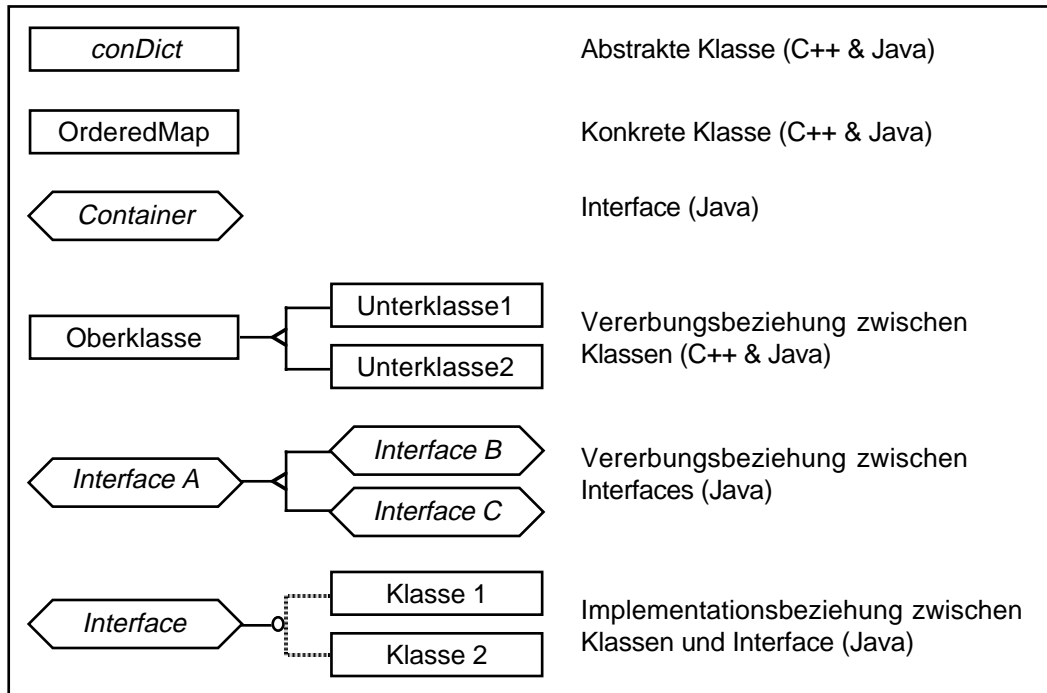 conDict
Abstrakte Klasse (C++ & Java)
OrderedMap
Konkrete Klasse (C++ & Java)
Container
Interface (Java)
Oberklasse
Unterklasse1
Unterklasse2
Vererbungsbeziehung zwischen
Klassen (C++ & Java)
Interface A
Interface B
Interface C
Vererbungsbeziehung zwischen
Interfaces (Java)
Interface
Klasse 1
Klasse 2
Implementationsbeziehung zwischen
Klassen und Interface (Java)